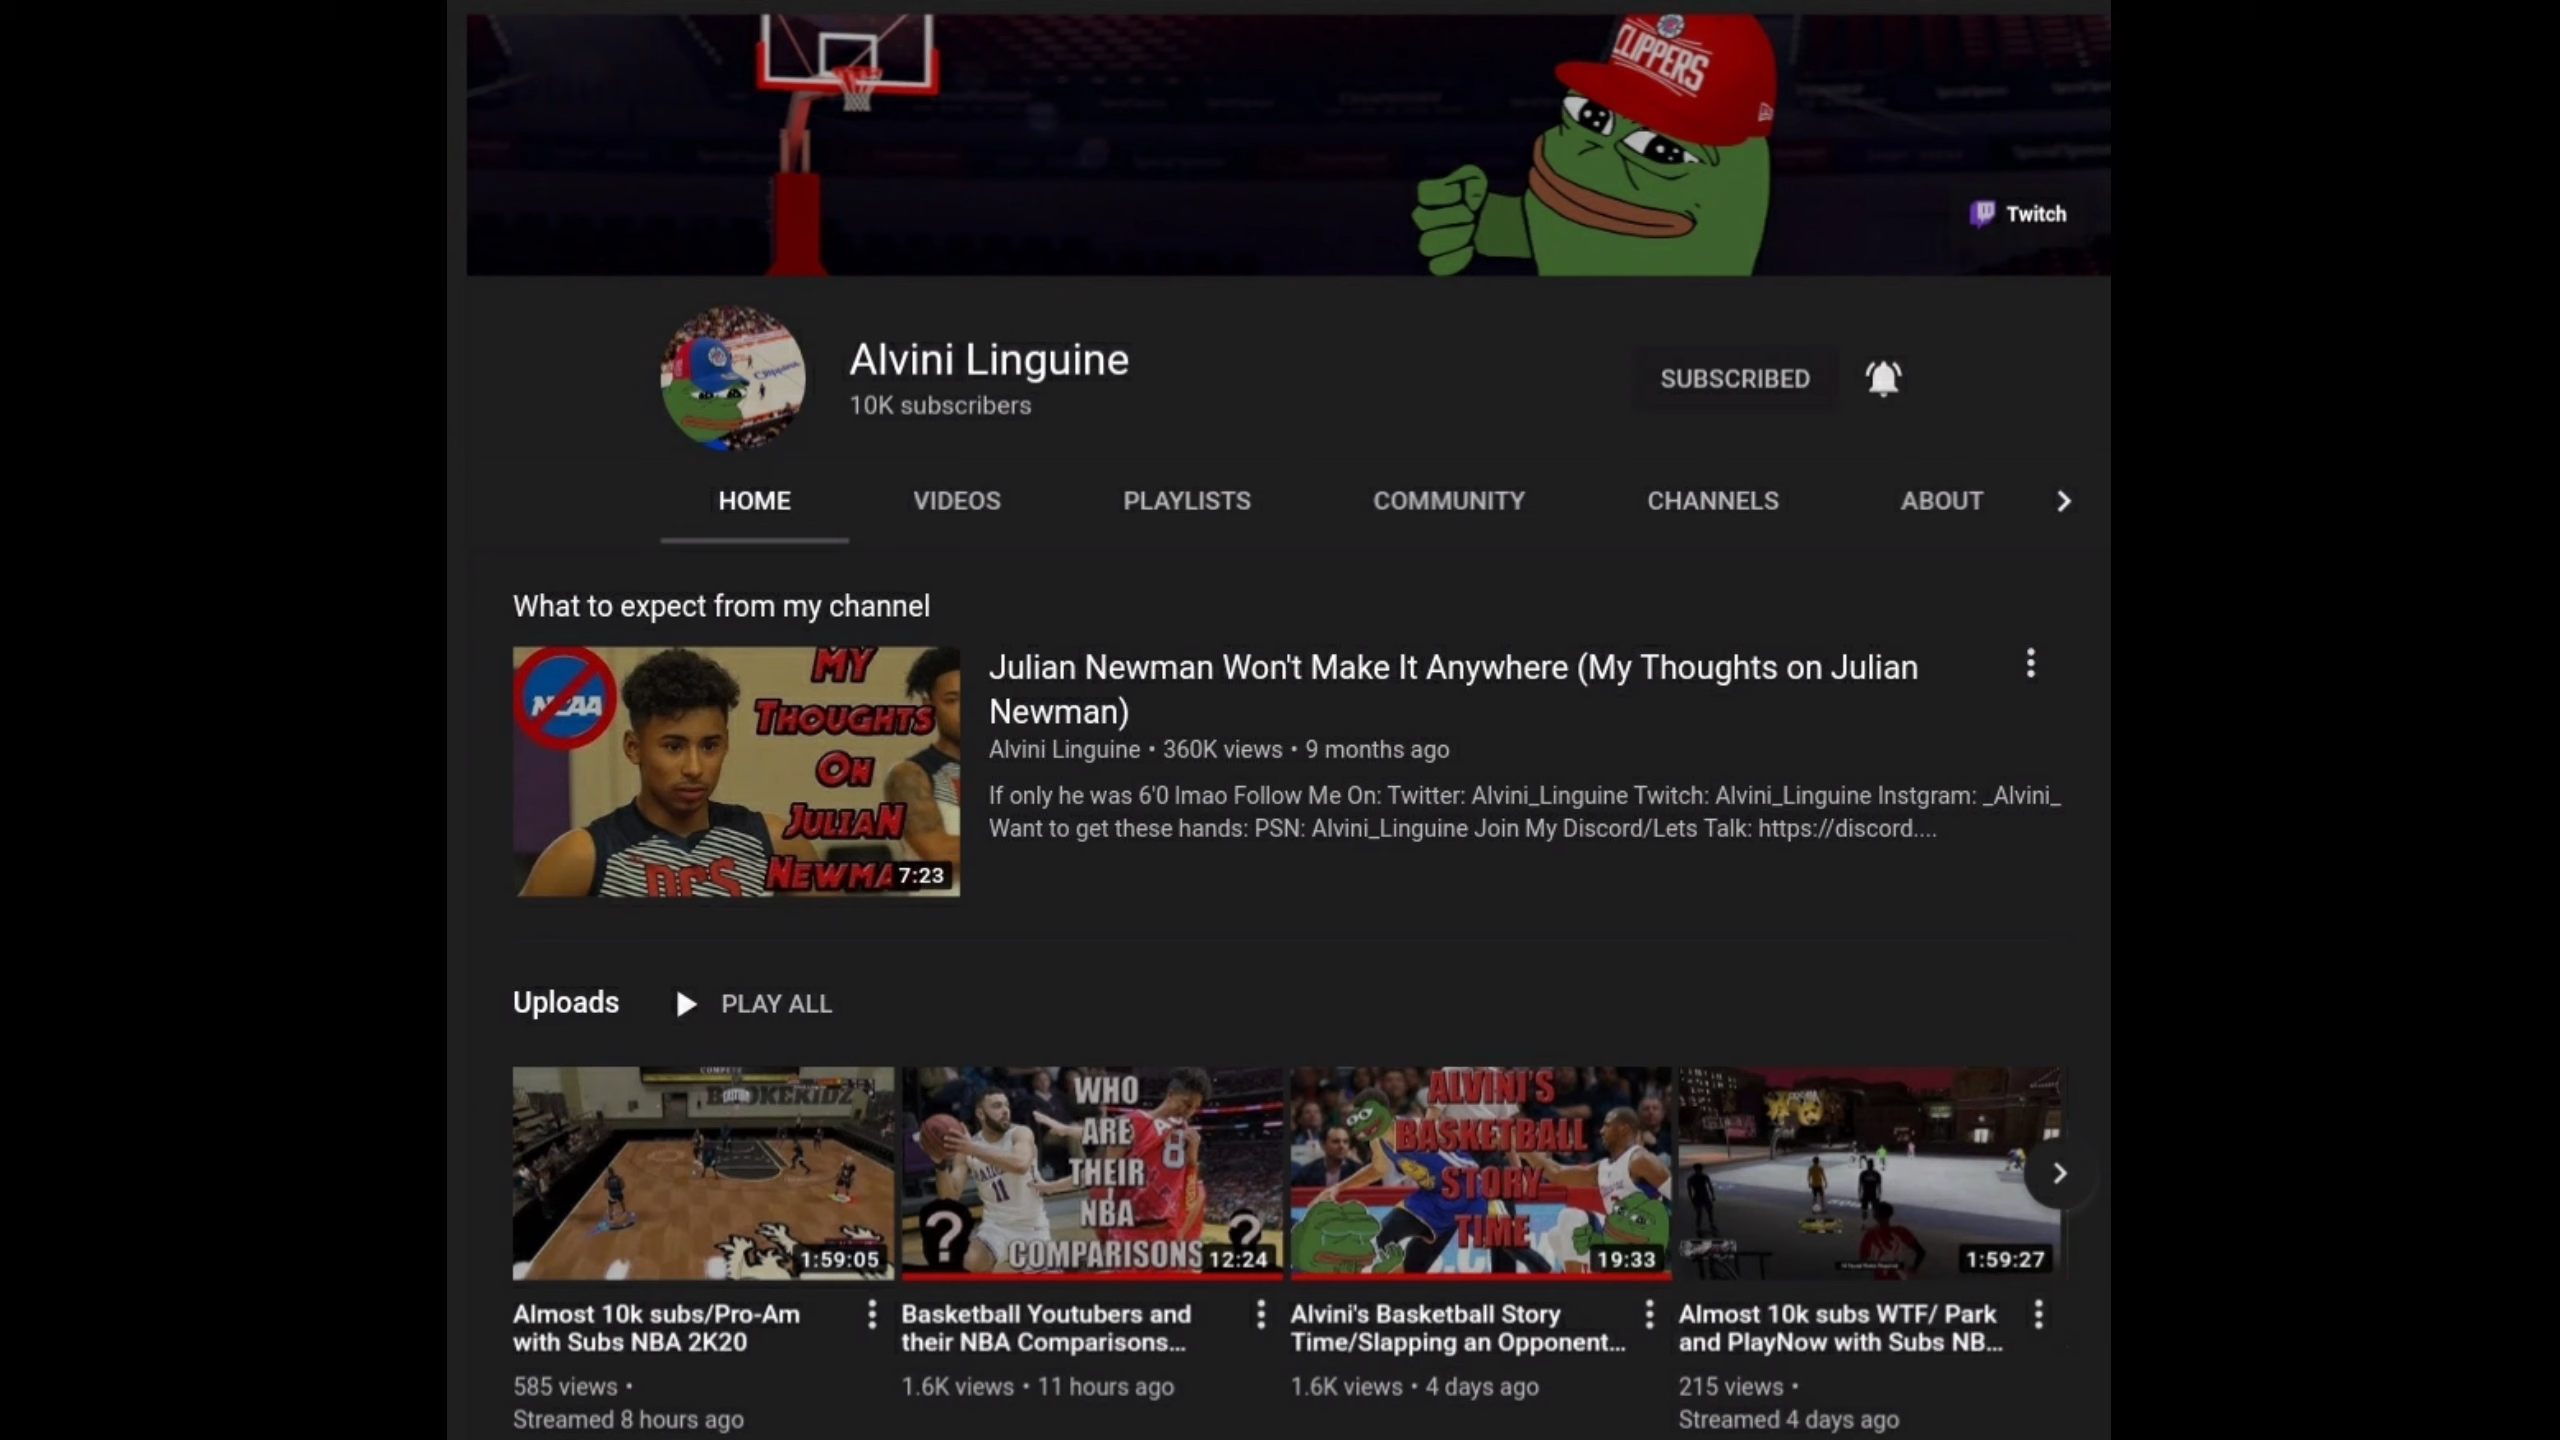 CLIPPERS
Twitch
Alvini Linguine
10K subscribers
SUBSCRIBED
HOME
VIDEOS
PLAYLISTS
COMMUNITY
CHANNELS
ABOUT
What to expect from my channel
NCAA
MY
THOUGHTS
ON
JULIAN
NEWMA
DCS
7:23
Julian Newman Won't Make It Anywhere (My Thoughts on Julian
Newman)
Alvini Linguine • 360K views • 9 months ago
If only he was 6'0 lmao Follow Me On: Twitter: Alvini_Linguine Twitch: Alvini_Linguine Instgram: _Alvini_
Want to get these hands: PSN: Alvini_Linguine Join My Discord/Lets Talk: https://discord....
Uploads
PLAY ALL
COMPETE
1:59:05
WHO
ARE
THEIR
NBA
COMPARISONS
11
8
?
?
12:24
ALVINI'S
BASKETBALL
STORY
TIME
19:33
1:59:27
Almost 10k subs/Pro-Am
with Subs NBA 2K20
585 views •
Streamed 8 hours ago
Basketball Youtubers and
their NBA Comparisons...
1.6K views • 11 hours ago
Alvini's Basketball Story
Time/Slapping an Opponent...
1.6K views • 4 days ago
Almost 10k subs WTF/ Park
and PlayNow with Subs NB...
215 views •
Streamed 4 days ago